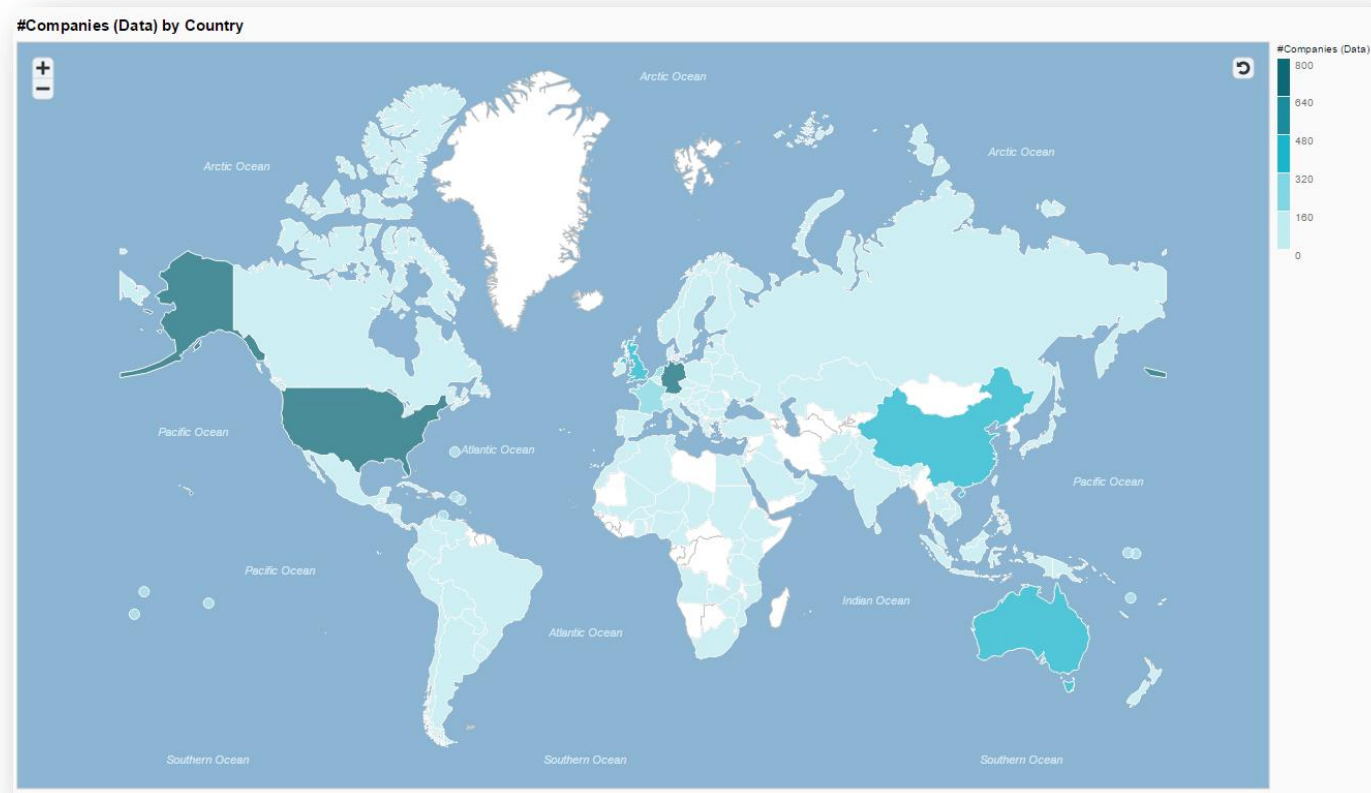 #Companies (Data) by Country
#Companies (Data)
800
640
480
320
160
0
+
−
Arctic Ocean
Arctic Ocean
Arctic Ocean
Pacific Ocean
Atlantic Ocean
Pacific Ocean
Pacific Ocean
Indian Ocean
Atlantic Ocean
Southern Ocean
Southern Ocean
Southern Ocean